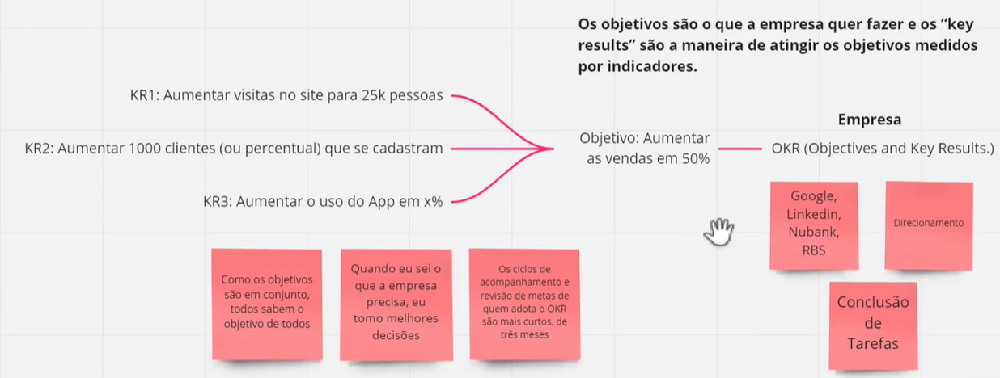 Os objetivos são o que a empresa quer fazer e os “key
results” são a maneira de atingir os objetivos medidos
por indicadores.
KR1: Aumentar visitas no site para 25k pessoas
KR2: Aumentar 1000 clientes (ou percentual) que se cadastram
KR3: Aumentar o uso do App em x%
Objetivo: Aumentar
as vendas em 50%
Empresa
OKR (Objectives and Key Results.)
Google,
Linkedin,
Nubank,
RBS
Direcionamento
Conclusão
de
Tarefas
Como os objetivos
são em conjunto,
todos sabem o
objetivo de todos
Quando eu sei o
que a empresa
precisa, eu
tomo melhores
decisões
Os ciclos de
acompanhamento e
revisão de metas de
quem adota o OKR
são mais curtos, de
três meses